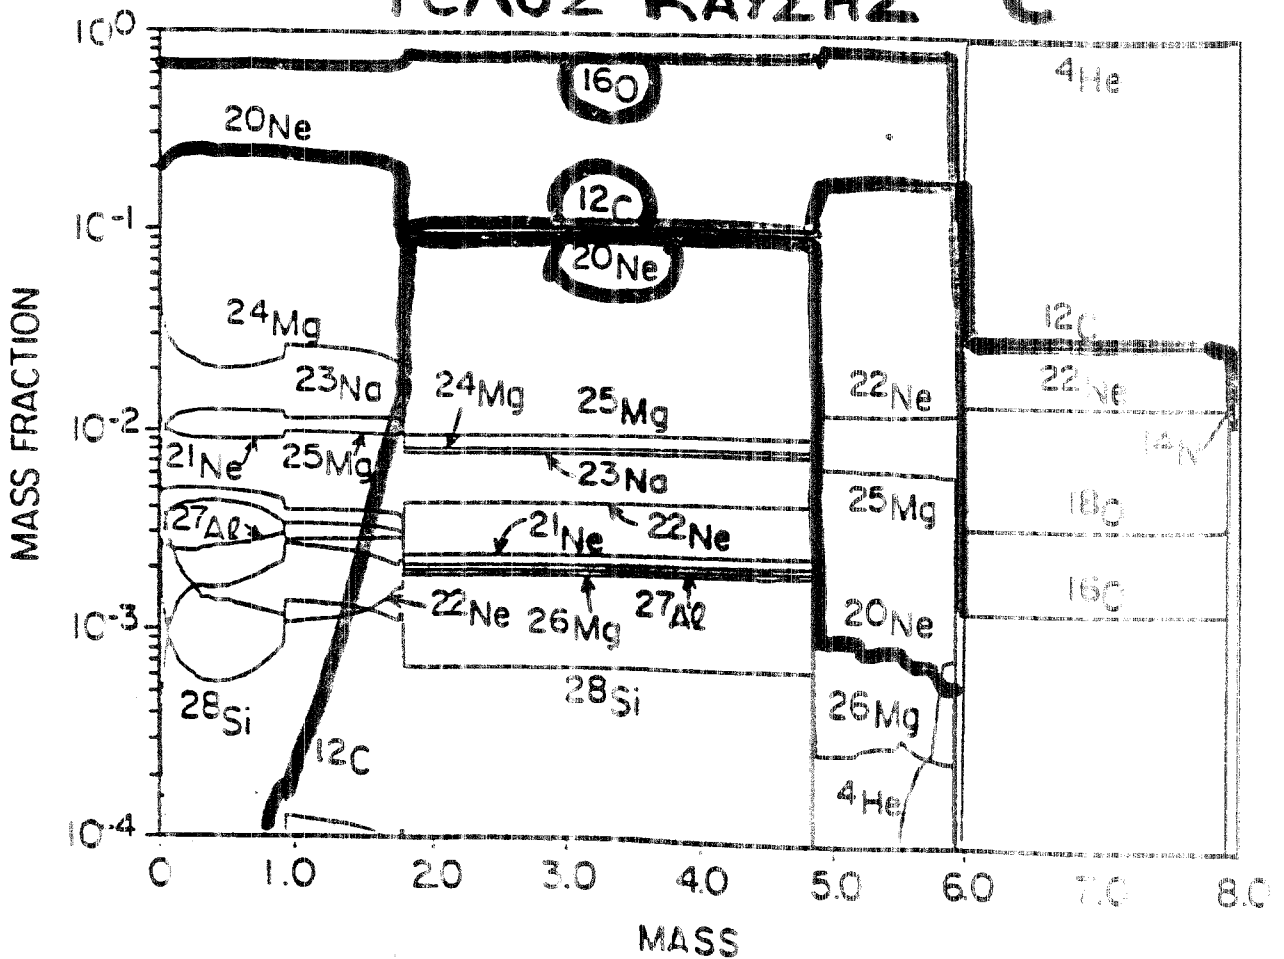 10^0
^16O
^4He
^20Ne
^12C
10^-1
^20Ne
^24Mg
^12C
^23Na
^24Mg
^25Mg
^22Ne
^22Ne
10^-2
^21Ne
^25Mg
^23Na
^14N
^27Al
^21Ne
^22Ne
^25Mg
^18O
10^-3
^22Ne
^26Mg
^27Al
^20Ne
^16O
^28Si
^28Si
^26Mg
^12C
^4He
10^-4
0 1.0 2.0 3.0 4.0 5.0 6.0 7.0 8.0
MASS
MASS FRACTION